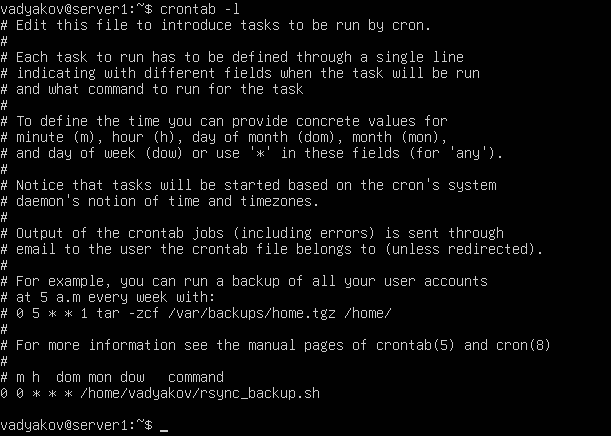 vadyakov@server1:~$ crontab -l
# Edit this file to introduce tasks to be run by cron.
#
# Each task to run has to be defined through a single line
# indicating with different fields when the task will be run
# and what command to run for the task
#
# To define the time you can provide concrete values for
# minute (m), hour (h), day of month (dom), month (mon),
# and day of week (dow) or use '*' in these fields (for 'any').
#
# Notice that tasks will be started based on the cron's system
# daemon's notion of time and timezones.
#
# Output of the crontab jobs (including errors) is sent through
# email to the user the crontab file belongs to (unless redirected).
#
# For example, you can run a backup of all your user accounts
# at 5 a.m every week with:
# 0 5 * * 1 tar -zcf /var/backups/home.tgz /home/
#
# For more information see the manual pages of crontab(5) and cron(8)
#
# m h  dom mon dow   command
0 0 * * * /home/vadyakov/rsync_backup.sh

vadyakov@server1:~$ _